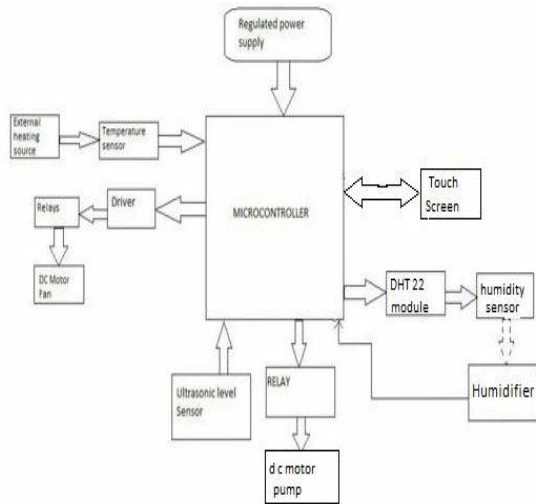 Regulated power
supply
External
heating
source
Temperature
sensor
MICROCONTROLLER
Touch
Screen
Relays
Driver
DC Motor
Fan
DHT 22
module
humidity
sensor
Ultrasonic level
Sensor
RELAY
Humidifier
d c motor
pump